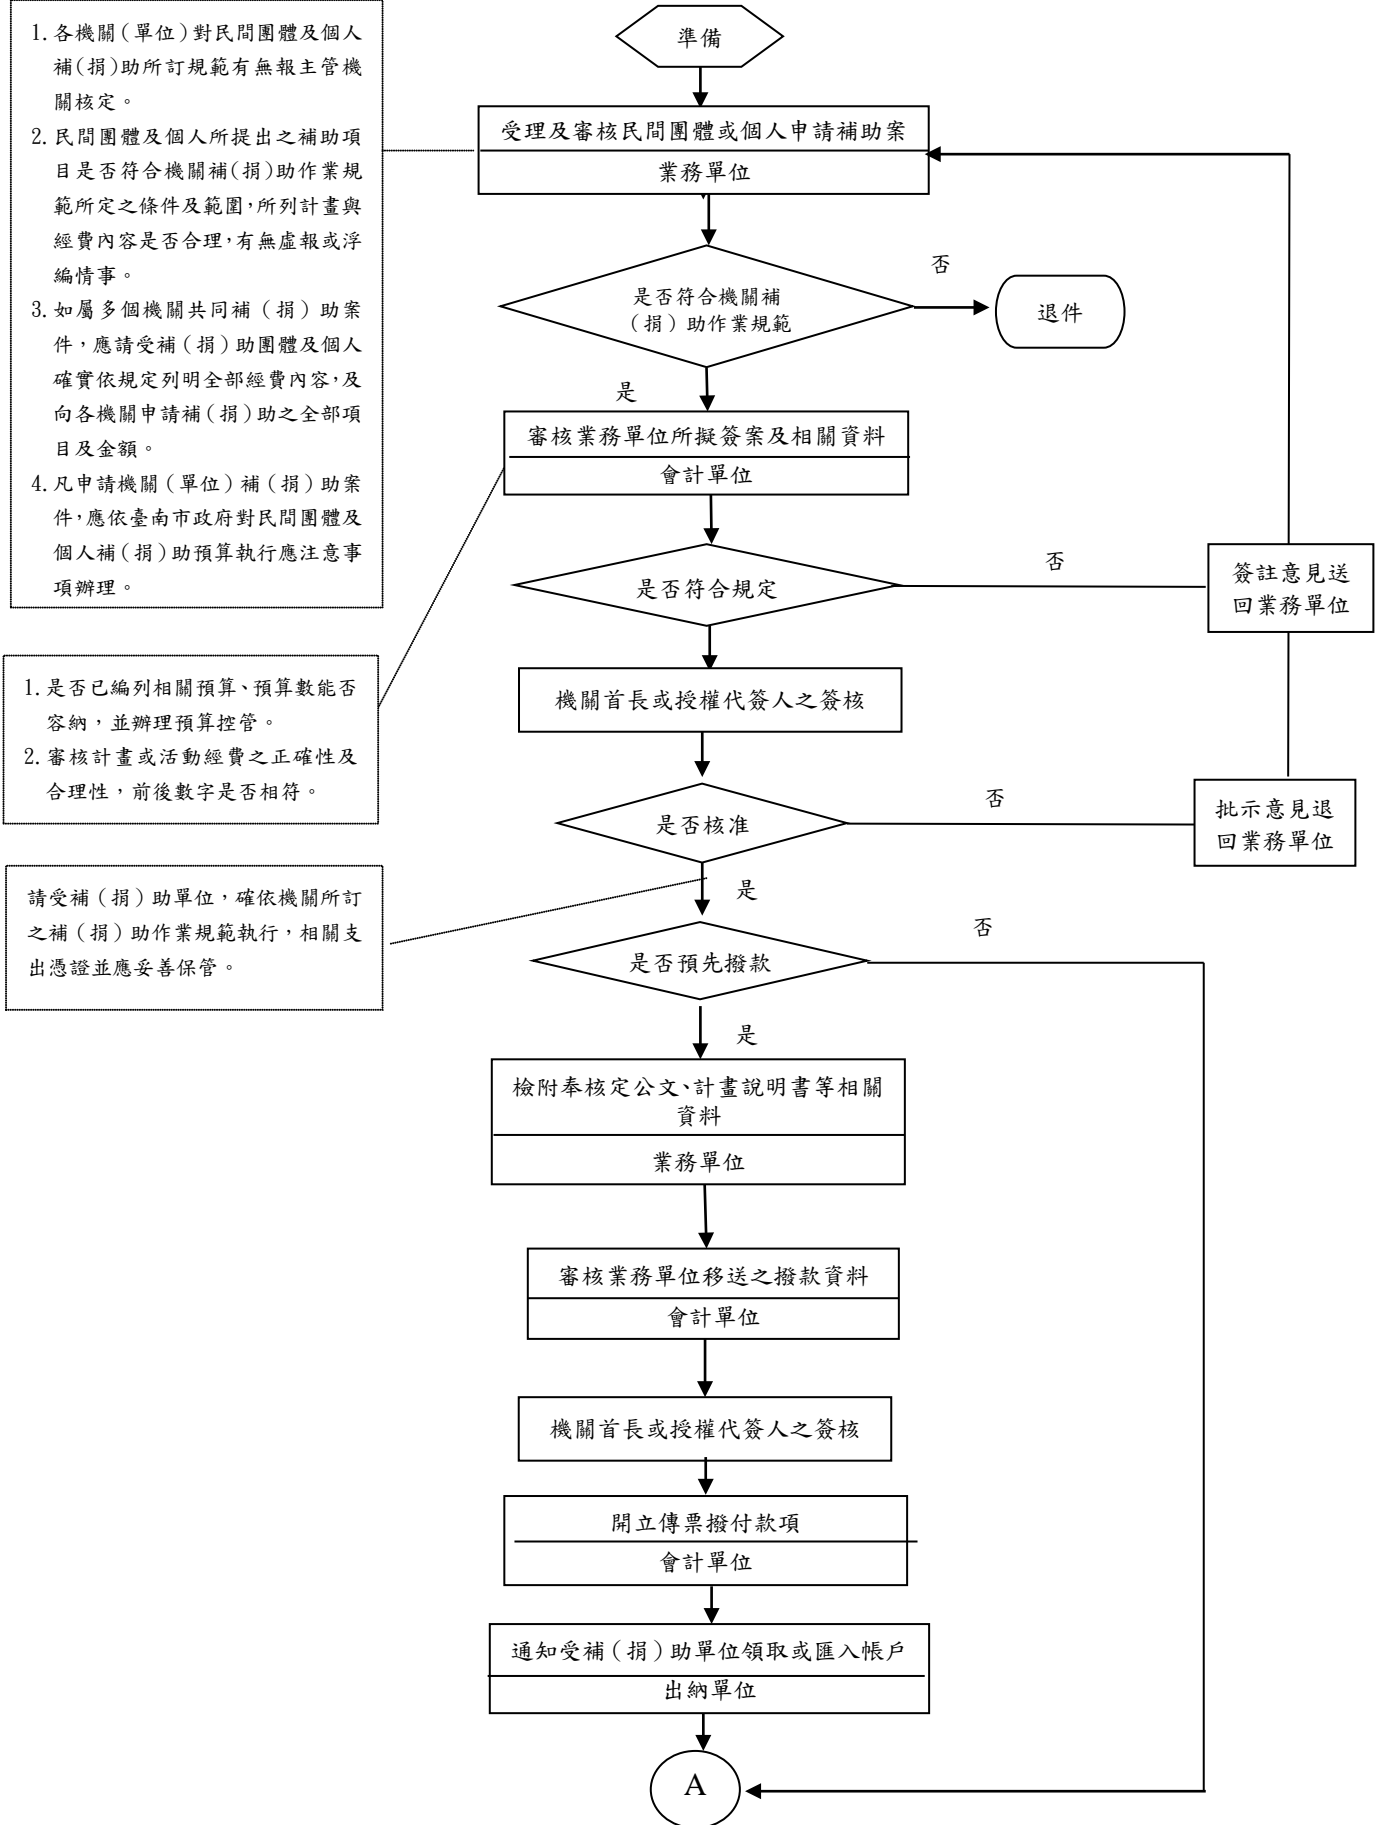 1.各機關(單位)對民間團體及個人
補(捐)助所訂規範有無報主管機
關核定。
2.民間團體及個人所提出之補助項
目是否符合機關補(捐)助作業規
範所定之條件及範圍,所列計畫與
經費內容是否合理,有無虛報或浮
編情事。
3.如屬多個機關共同補(捐)助案
件,應請受補(捐)助團體及個人
確實依規定列明全部經費內容,及
向各機關申請補(捐)助之全部項
目及金額。
4.凡申請機關(單位)補(捐)助案
件,應依臺南市政府對民間團體及
個人補(捐)助預算執行應注意事
項辦理。
準備
受理及審核民間團體或個人申請補助案
業務單位
是否符合機關補
(捐)助作業規範
否
退件
是
審核業務單位所擬簽案及相關資料
會計單位
是否符合規定
否
簽註意見送
回業務單位
1.是否已編列相關預算、預算數能否
容納,並辦理預算控管。
2.審核計畫或活動經費之正確性及
合理性,前後數字是否相符。
機關首長或授權代簽人之簽核
是否核准
否
批示意見退
回業務單位
請受補(捐)助單位,確依機關所訂
之補(捐)助作業規範執行,相關支
出憑證並應妥善保管。
是
是否預先撥款
否
是
檢附奉核定公文、計畫說明書等相關
資料
業務單位
審核業務單位移送之撥款資料
會計單位
機關首長或授權代簽人之簽核
開立傳票撥付款項
會計單位
通知受補(捐)助單位領取或匯入帳戶
出納單位
A